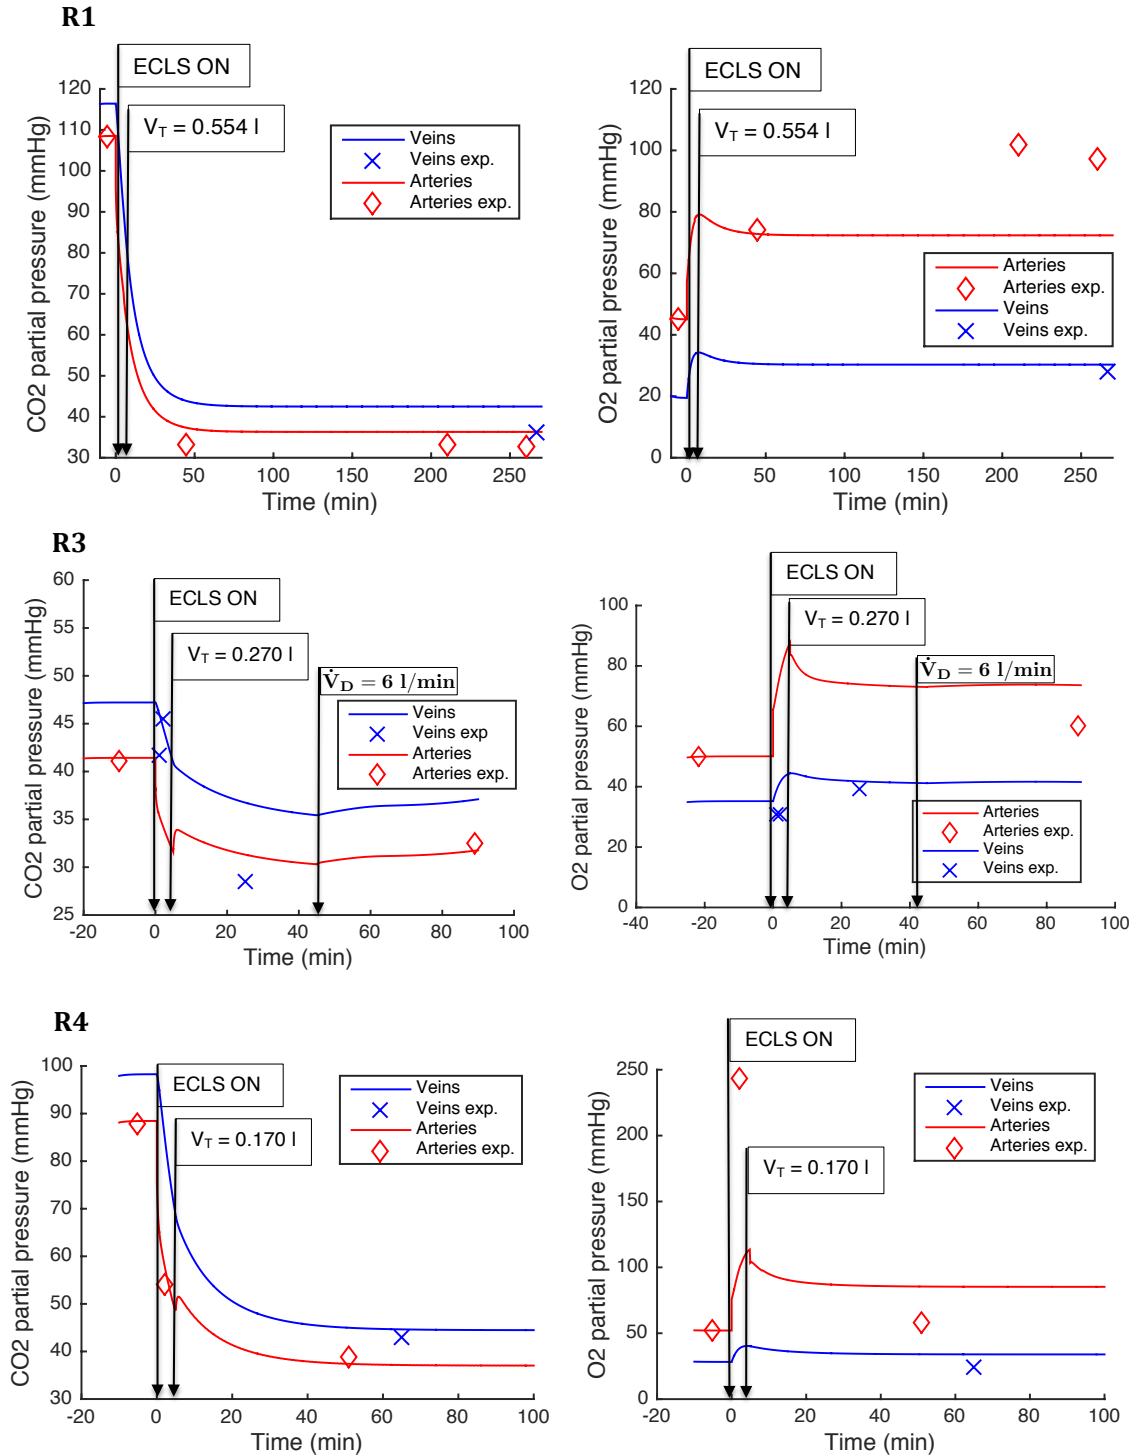 R1
ECLS ON
V_T = 0.554 l
CO2 partial pressure (mmHg)
120
110
100
90
80
70
60
50
40
30
0
50
100
150
200
250
Time (min)
Veins
Veins exp.
Arteries
Arteries exp.
ECLS ON
V_T = 0.554 l
O2 partial pressure (mmHg)
120
100
80
60
40
20
0
0
50
100
150
200
250
Time (min)
Arteries
Arteries exp.
Veins
Veins exp.
R3
ECLS ON
V_T = 0.270 l
V̇_D = 6 l/min
CO2 partial pressure (mmHg)
60
55
50
45
40
35
30
25
-20
0
20
40
60
80
100
Time (min)
Veins
Veins exp
Arteries
Arteries exp.
ECLS ON
V_T = 0.270 l
V̇_D = 6 l/min
O2 partial pressure (mmHg)
100
80
60
40
20
0
-40
-20
0
20
40
60
80
100
Time (min)
Arteries
Arteries exp.
Veins
Veins exp.
R4
ECLS ON
V_T = 0.170 l
CO2 partial pressure (mmHg)
100
90
80
70
60
50
40
30
-20
0
20
40
60
80
100
Time (min)
Veins
Veins exp.
Arteries
Arteries exp.
ECLS ON
V_T = 0.170 l
O2 partial pressure (mmHg)
250
200
150
100
50
0
-20
0
20
40
60
80
100
Time (min)
Veins
Veins exp.
Arteries
Arteries exp.